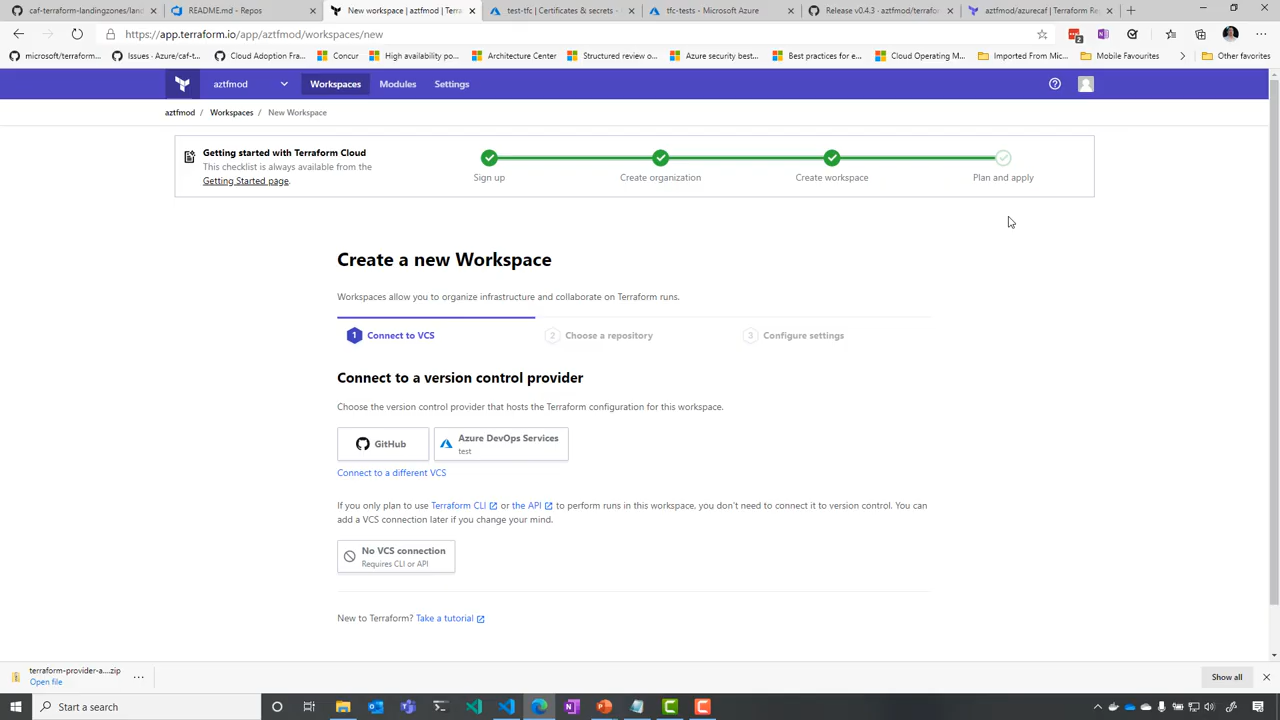 caf-terraform-landingzones/land
README.md - Repos
New workspace | aztfmod | Terra
test-tfc | Certificates & secrets -
tfc-tests - Microsoft Azure
Release v0.4.3 · aztfmod/terrafor
aztfmod/azurecaf | Terraform Re
https://app.terraform.io/app/aztfmod/workspaces/new
microsoft/terraform...
Issues · Azure/caf-t...
Cloud Adoption Fra...
Concur
High availability po...
Architecture Center
Structured review o...
Azure security best...
Best practices for e...
Cloud Operating M...
Imported From Mic...
Mobile Favourites
Other favorites
aztfmod
Workspaces
Modules
Settings
aztfmod / Workspaces / New Workspace
Getting started with Terraform Cloud
This checklist is always available from the
Getting Started page.
Sign up
Create organization
Create workspace
Plan and apply
Create a new Workspace
Workspaces allow you to organize infrastructure and collaborate on Terraform runs.
1 Connect to VCS
2 Choose a repository
3 Configure settings
Connect to a version control provider
Choose the version control provider that hosts the Terraform configuration for this workspace.
GitHub
Azure DevOps Services
test
Connect to a different VCS
If you only plan to use Terraform CLI or the API to perform runs in this workspace, you don't need to connect it to version control. You can
add a VCS connection later if you change your mind.
No VCS connection
Requires CLI or API
New to Terraform? Take a tutorial
terraform-provider-a....zip
Open file
Show all
Start a search